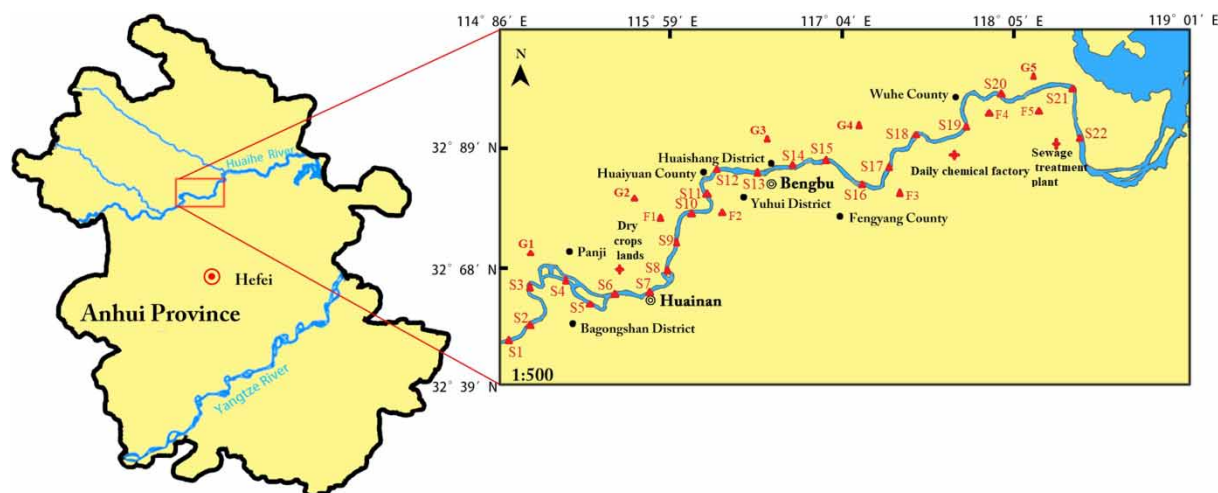 114° 86′ E
115° 59′
117° 04′
118° 05′
119° 01′ E
N
G5
S20
S21
Wuhe County
F4
F5
G4
G3
S19
S18
S22
32° 89′ N
Huaishang District
S14
S15
Sewage
treatment
plant
Daily chemical factory
Huaihe River
Huaiyuan County
S12
S13
Bengbu
S17
S16
G2
S11
Yuhui District
F3
F1
S10
F2
Fengyang County
Dry
crops
lands
G1
Panji
S9
32° 68′ N
S8
Hefei
S3
S4
S6
S7
S5
Huainan
Anhui Province
S2
Bagongshan District
S1
1:500
32° 39′ N
Yangtze River